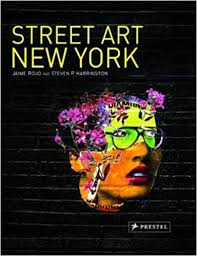 STREET ART
NEW YORK
JAIME ROJO AND STEVEN P HARRINGTON
PRESTEL